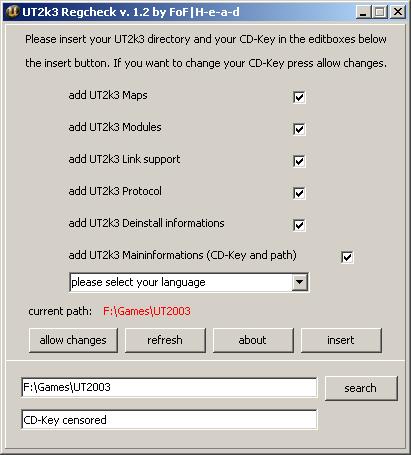 UT2k3 Regcheck v. 1.2 by FoF|H-e-a-d
Please insert your UT2k3 directory and your CD-Key in the editboxes below
the insert button. If you want to change your CD-Key press allow changes.
add UT2k3 Maps
add UT2k3 Modules
add UT2k3 Link support
add UT2k3 Protocol
add UT2k3 Deinstall informations
add UT2k3 Maininformations (CD-Key and path)
please select your language
current path: F:\Games\UT2003
allow changes refresh about insert
F:\Games\UT2003 search
CD-Key censored